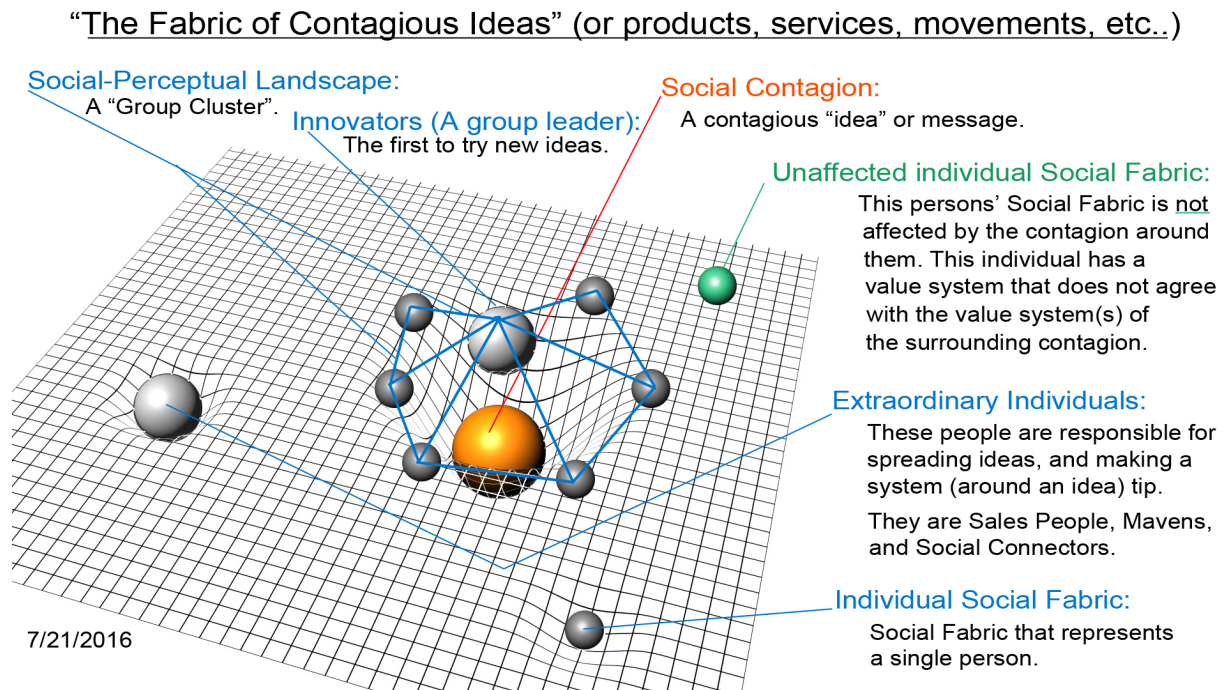 “The Fabric of Contagious Ideas” (or products, services, movements, etc..)
Social-Perceptual Landscape:
A “Group Cluster”.
Innovators (A group leader):
The first to try new ideas.
Social Contagion:
A contagious “idea” or message.
Unaffected individual Social Fabric:
This persons’ Social Fabric is not
affected by the contagion around
them. This individual has a
value system that does not agree
with the value system(s) of
the surrounding contagion.
Extraordinary Individuals:
These people are responsible for
spreading ideas, and making a
system (around an idea) tip.
They are Sales People, Mavens,
and Social Connectors.
Individual Social Fabric:
Social Fabric that represents
a single person.
7/21/2016